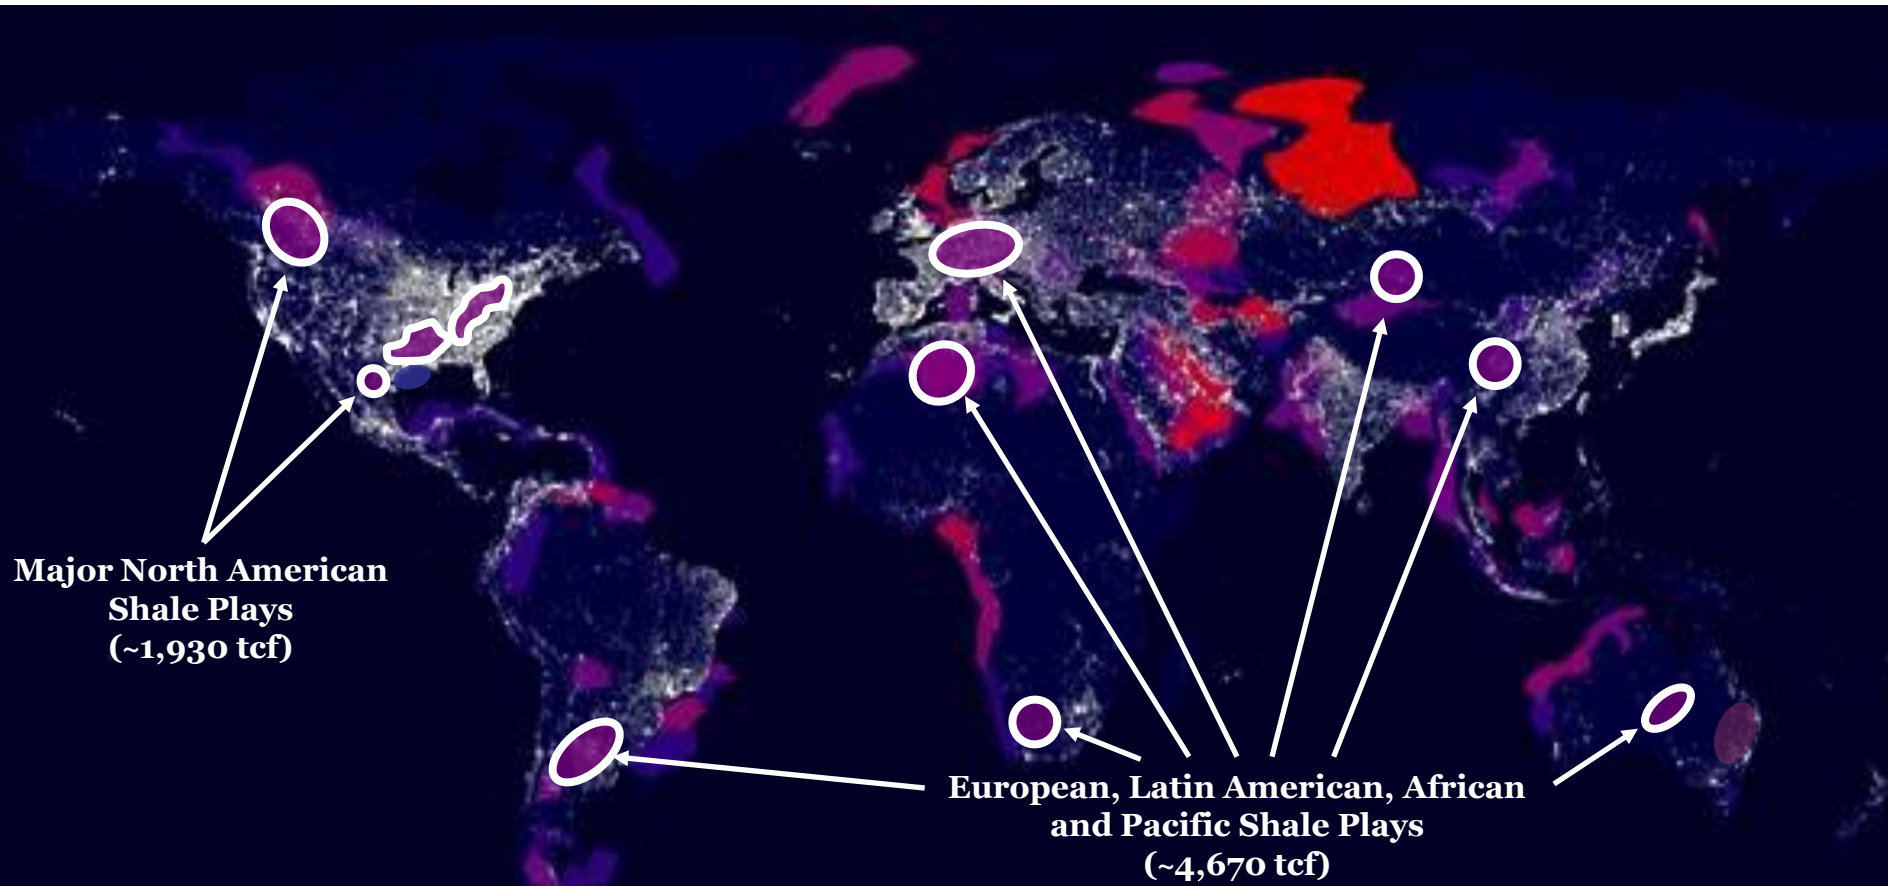 Major North American
Shale Plays
(~1,930 tcf)
European, Latin American, African
and Pacific Shale Plays
(~4,670 tcf)